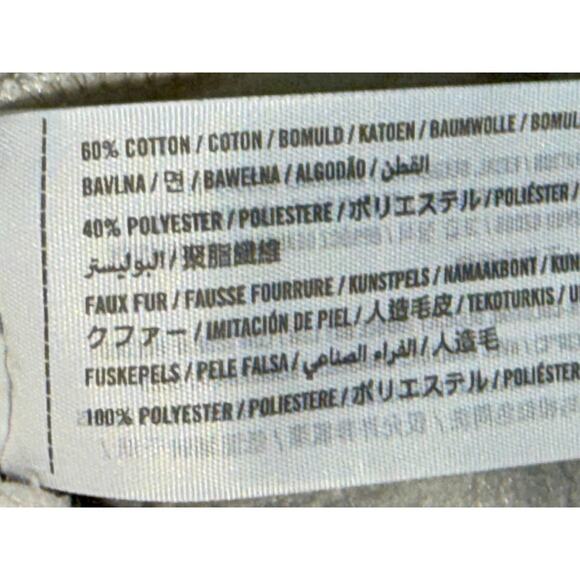 60% COTTON / COTON / BOMULD / KATOEN / BAUMWOLLE / BOMUL
BAVLNA / 면 / BAWEŁNA / ALGODÃO / القطن
40% POLYESTER / POLIESTERE / ポリエステル / POLIÉSTER /
البوليستر / 聚脂纖維
FAUX FUR / FAUSSE FOURRURE / KUNSTPELS / NAMAAKBONT / KUN
クファー / IMITACIÓN DE PIEL / 人造毛皮 / TEKOTURKIS / U
FUSKEPELS / PELE FALSA / الفراء الصناعي / 人造毛
100% POLYESTER / POLIESTERE / ポリエステル / POLIÉSTER